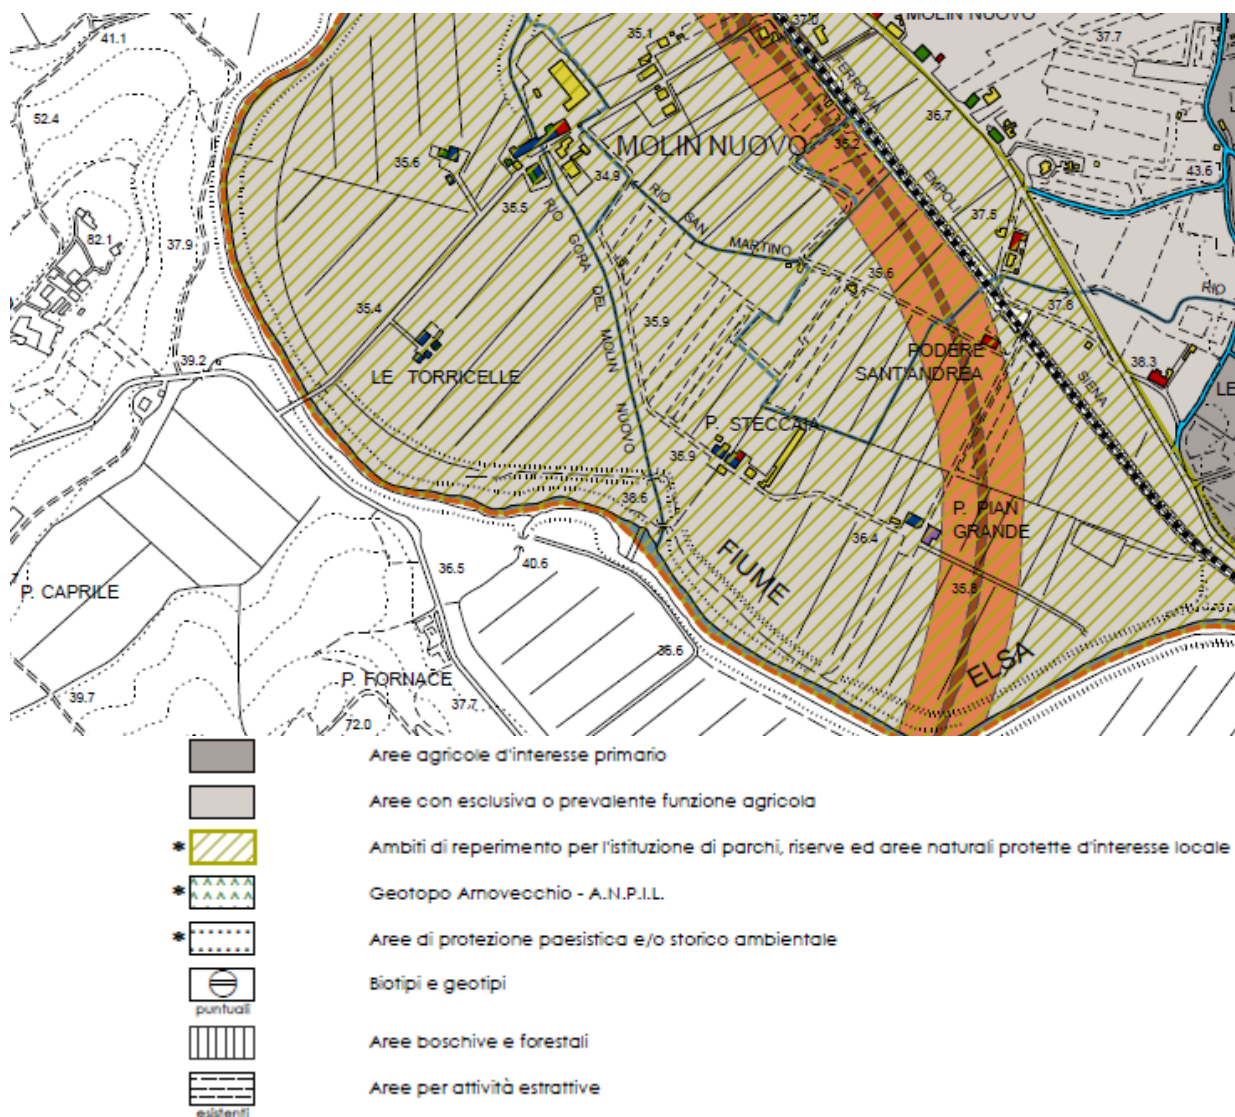 41.1
35.1
37.0
MOLIN NUOVO
37.7
52.4
FERROVIA
36.7
35.6
34.9
MOLIN NUOVO
35.2
EMPOLI
43.6
82.1
37.9
35.5
RIO
RIO
SAN
MARTINO
37.5
GORA
DEL
35.6
RIO
35.4
MOLIN
35.9
37.8
39.2
LE TORRICELLE
PODERE
SANT'ANDREA
SIENA
38.3
LE
NUOVO
P. STECCAIA
35.9
38.6
P. PIAN
GRANDE
36.4
FIUME
P. CAPRILE
36.5
40.6
35.8
36.6
ELSA
39.7
P. FORNACE
37.7
72.0
Aree agricole d'interesse primario
Aree con esclusiva o prevalente funzione agricola
* Ambiti di reperimento per l'istituzione di parchi, riserve ed aree naturali protette d'interesse locale
* Geotopo Arnovecchio - A.N.P.I.L.
* Aree di protezione paesistica e/o storico ambientale
Biotipi e geotipi
puntuali
Aree boschive e forestali
Aree per attività estrattive
esistenti